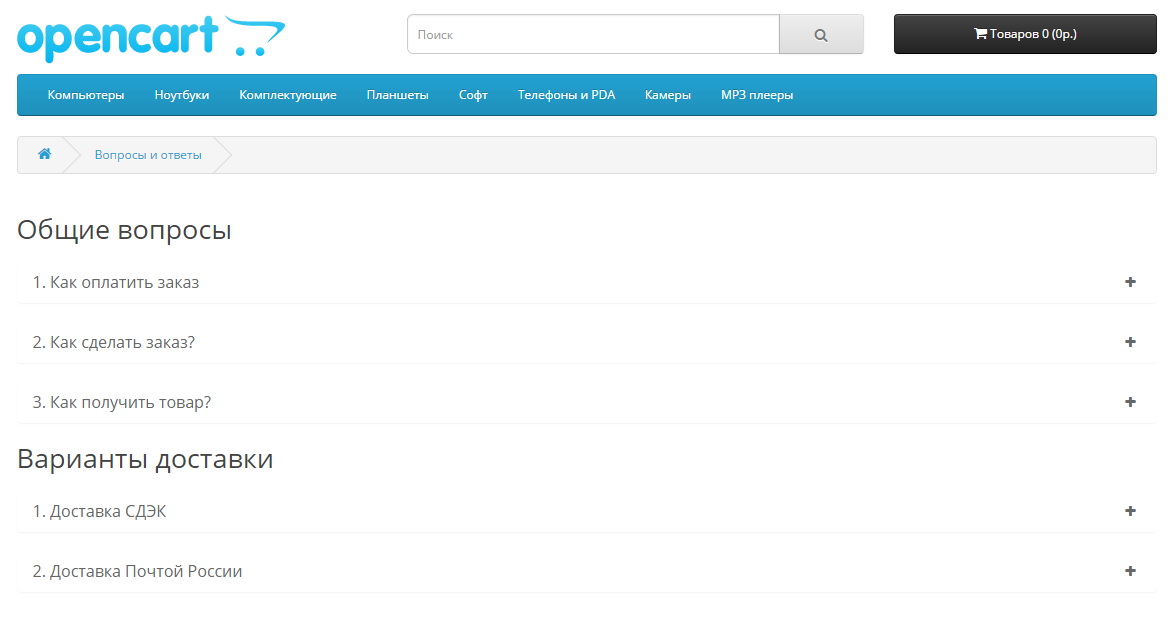 opencart
Поиск
Товаров 0 (0р.)
Компьютеры Ноутбуки Комплектующие Планшеты Софт Телефоны и PDA Камеры MP3 плееры
Вопросы и ответы
Общие вопросы
1. Как оплатить заказ
2. Как сделать заказ?
3. Как получить товар?
Варианты доставки
1. Доставка СДЭК
2. Доставка Почтой России